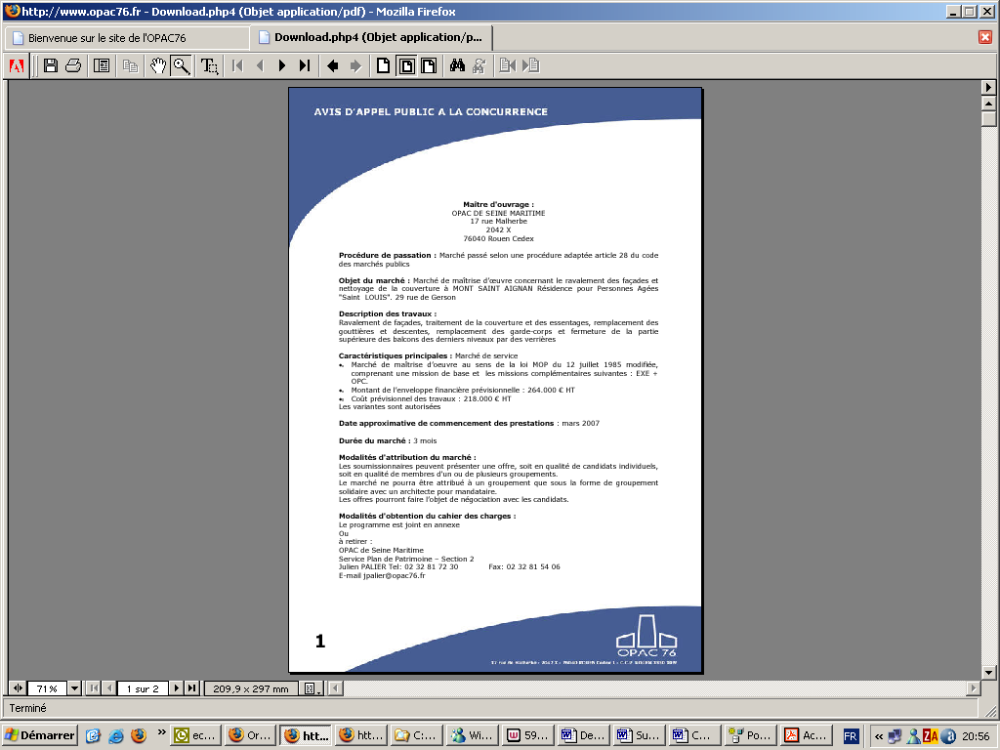 http://www.opac76.fr - Download.php4 (Objet application/pdf) - Mozilla Firefox
Bienvenue sur le site de l'OPAC76
Download.php4 (Objet application/p...
AVIS D'APPEL PUBLIC A LA CONCURRENCE
Maître d'ouvrage :
OPAC DE SEINE MARITIME
17 rue Malherbe
2042 X
76040 Rouen Cedex
Procédure de passation : Marché passé selon une procédure adaptée article 28 du code
des marchés publics
Objet du marché : Marché de maîtrise d'œuvre concernant le ravalement des façades et
nettoyage de la couverture à MONT SAINT AIGNAN Résidence pour Personnes Agées
"Saint LOUIS". 29 rue de Gerson
Description des travaux :
Ravalement de façades, traitement de la couverture et des essentages, remplacement des
gouttières et descentes, remplacement des garde-corps et fermeture de la partie
supérieure des balcons des derniers niveaux par des verrières
Caractéristiques principales : Marché de service
• Marché de maîtrise d'oeuvre au sens de la loi MOP du 12 juillet 1985 modifiée,
comprenant une mission de base et les missions complémentaires suivantes : EXE +
OPC.
• Montant de l'enveloppe financière prévisionnelle : 264.000 € HT
• Coût prévisionnel des travaux : 218.000 € HT
Les variantes sont autorisées
Date approximative de commencement des prestations : mars 2007
Durée du marché : 3 mois
Modalités d'attribution du marché :
Les soumissionnaires peuvent présenter une offre, soit en qualité de candidats individuels,
soit en qualité de membres d'un ou de plusieurs groupements.
Le marché ne pourra être attribué à un groupement que sous la forme de groupement
solidaire avec un architecte pour mandataire.
Les offres pourront faire l'objet de négociation avec les candidats.
Modalités d'obtention du cahier des charges :
Le programme est joint en annexe
Ou
à retirer :
OPAC de Seine Maritime
Service Plan de Patrimoine – Section 2
Julien PALIER Tel: 02 32 81 72 30 Fax: 02 32 81 54 06
E-mail jpalier@opac76.fr
1
OPAC 76
71% 1 sur 2 209,9 x 297 mm
Terminé
Démarrer » ec... Or... htt... htt... C:... Wi... 59... De... Su... C... Po... Ac... FR « 20:56